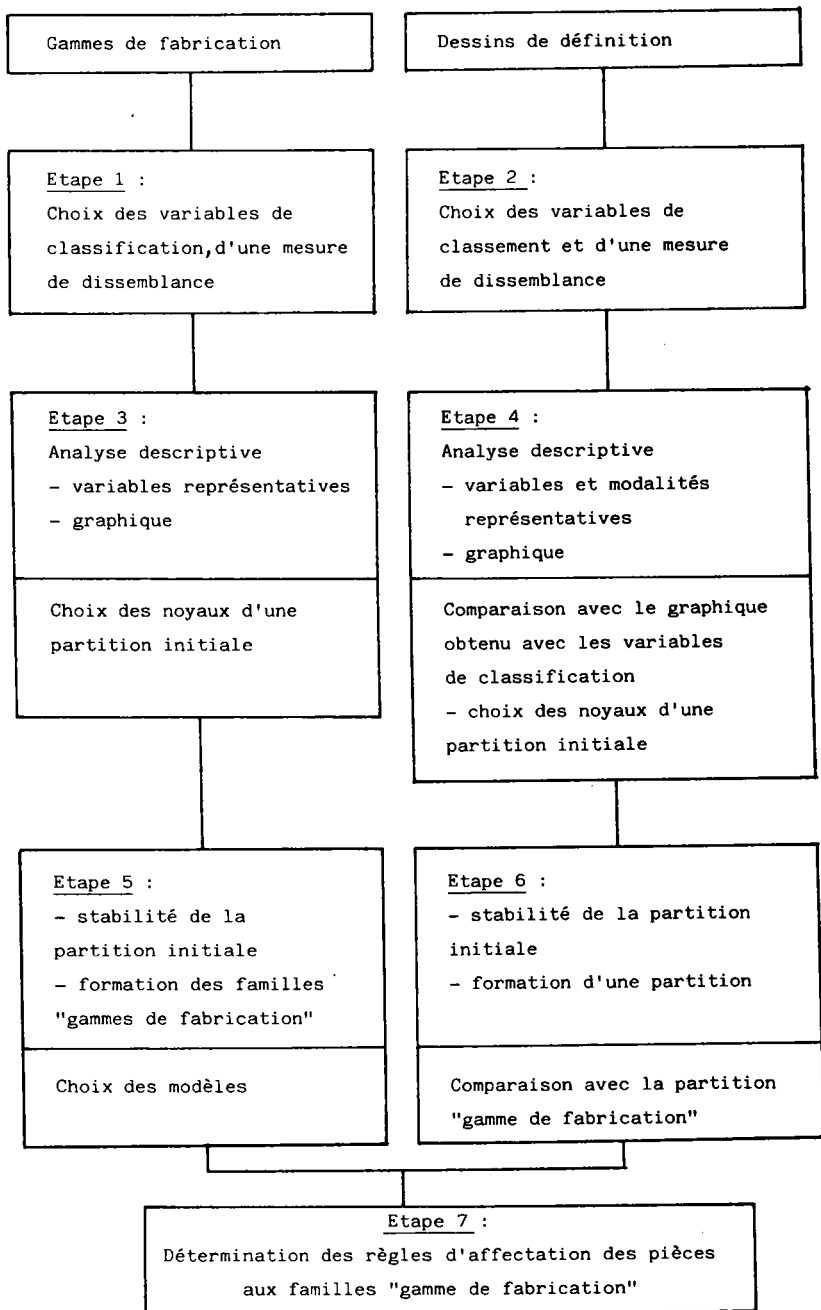 Gammes de fabrication
Dessins de définition
Etape 1 :
Choix des variables de
classification,d'une mesure
de dissemblance
Etape 2 :
Choix des variables de
classement et d'une mesure
de dissemblance
Etape 3 :
Analyse descriptive
- variables représentatives
- graphique
Choix des noyaux d'une
partition initiale
Etape 4 :
Analyse descriptive
- variables et modalités
représentatives
- graphique
Comparaison avec le graphique
obtenu avec les variables
de classification
- choix des noyaux d'une
partition initiale
Etape 5 :
- stabilité de la
partition initiale
- formation des familles
"gammes de fabrication"
Choix des modèles
Etape 6 :
- stabilité de la partition
initiale
- formation d'une partition
Comparaison avec la partition
"gamme de fabrication"
Etape 7 :
Détermination des règles d'affectation des pièces
aux familles "gamme de fabrication"